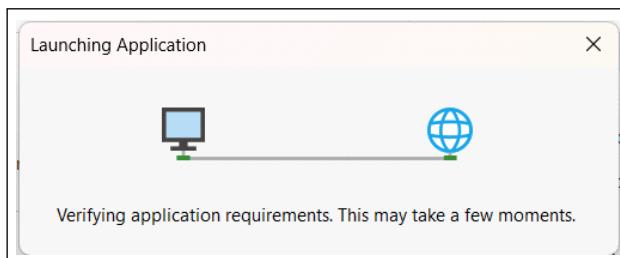 Launching Application
Verifying application requirements. This may take a few moments.